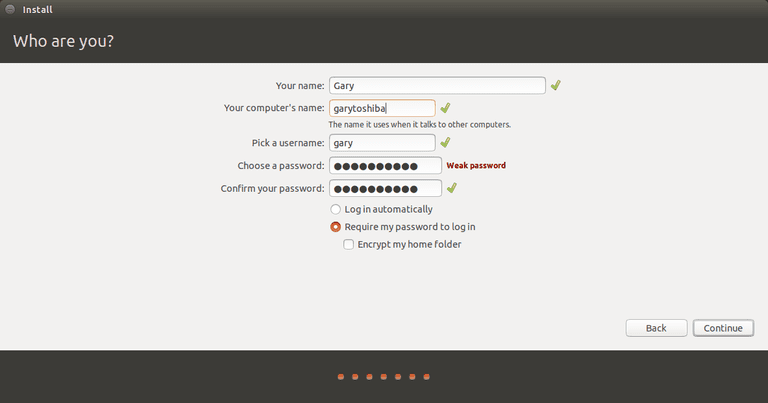 Install
Who are you?
Your name: Gary
Your computer's name: garytoshiba
The name it uses when it talks to other computers.
Pick a username: gary
Choose a password: ●●●●●●●●●● Weak password
Confirm your password: ●●●●●●●●●●
Log in automatically
Require my password to log in
Encrypt my home folder
Back Continue